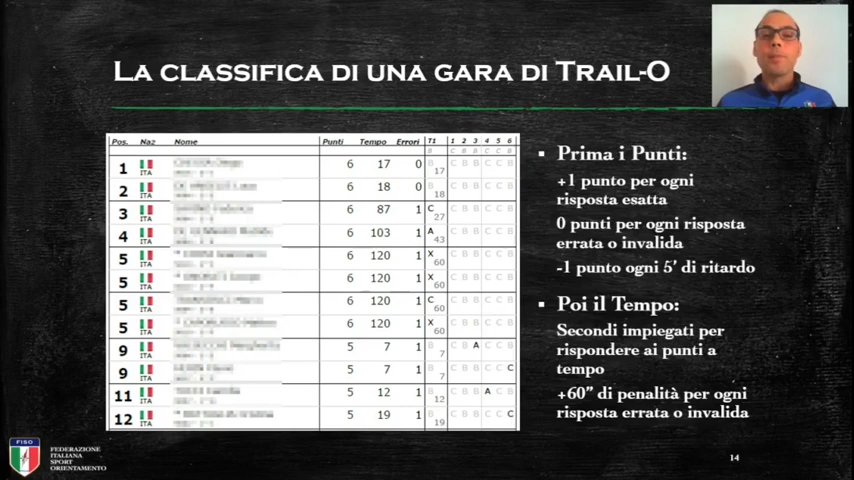 La classifica di una gara di Trail-O
Pos. Naz Nome Punti Tempo Errori T1 1 2 3 4 5 6
B C B B C C B
1 ITA 6 17 0 B 17 C B B C C B
2 ITA 6 18 0 B 18 C B B C C B
3 ITA 6 87 1 C 27 C B B C C B
4 ITA 6 103 1 A 43 C B B C C B
5 ITA * 6 120 1 X 60 C B B C C B
5 ITA * 6 120 1 X 60 C B B C C B
5 ITA 6 120 1 C 60 C B B C C B
5 ITA * 6 120 1 X 60 C B B C C B
9 ITA 5 7 1 B 7 C B A C C B
9 ITA 5 7 1 B 7 C B B C C C
11 ITA 5 12 1 B 12 C B B A C B
12 ITA * 5 19 1 B 19 C B B C C C
▪ Prima i Punti:
+1 punto per ogni
risposta esatta
0 punti per ogni risposta
errata o invalida
-1 punto ogni 5’ di ritardo
▪ Poi il Tempo:
Secondi impiegati per
rispondere ai punti a
tempo
+60” di penalità per ogni
risposta errata o invalida
FISO
FEDERAZIONE
ITALIANA
SPORT
ORIENTAMENTO
14